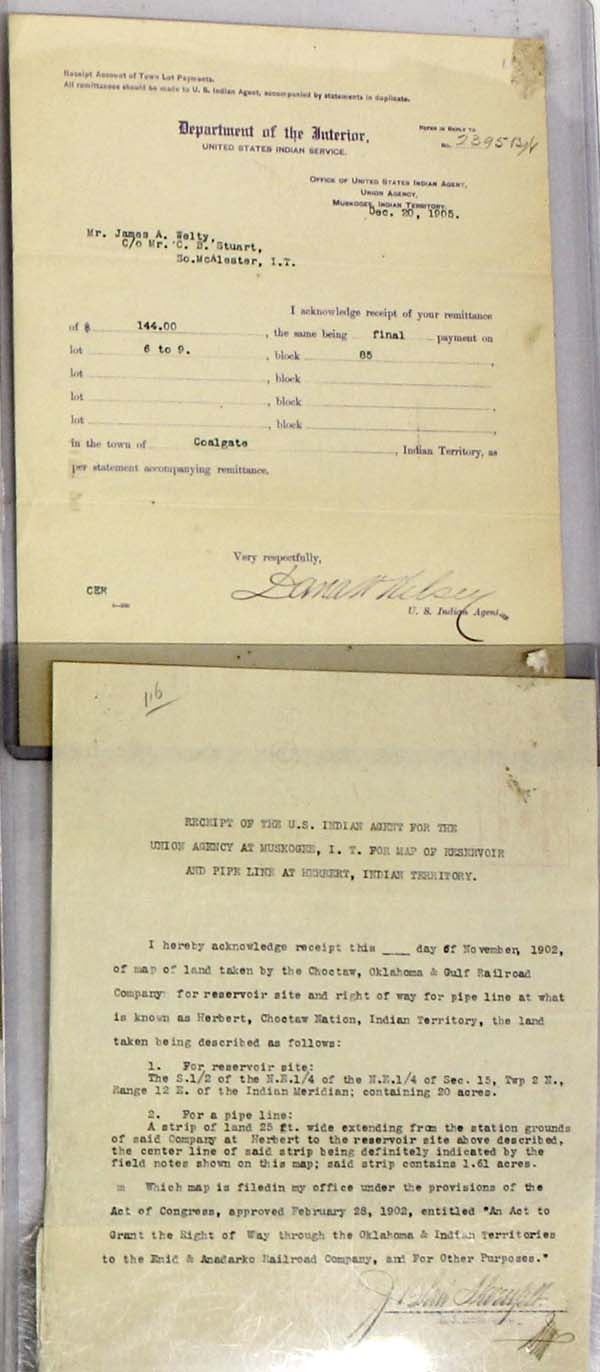 Receipt Account of Town Lot Payments.
All remittances should be made to U. S. Indian Agent, accompanied by statements in duplicate.
Department of the Interior,
UNITED STATES INDIAN SERVICE.
REFER IN REPLY TO
No. 2395
OFFICE OF UNITED STATES INDIAN AGENT,
UNION AGENCY,
MUSKOGEE, INDIAN TERRITORY.
Dec. 20, 1905.
Mr. James A. Welty,
C/o Mr. C. B. Stuart,
So.McAlester, I.T.
I acknowledge receipt of your remittance
of $ 144.00 , the same being final payment on
lot 6 to 9. , block 85 ,
lot , block
lot , block ,
lot , block ,
in the town of Coalgate , Indian Territory, as
per statement accompanying remittance.
Very respectfully,
Dana H Kelsey
CEM U. S. Indian Agent.
116
RECEIPT OF THE U.S. INDIAN AGENT FOR THE
UNION AGENCY AT MUSKOGEE, I. T. FOR MAP OF RESERVOIR
AND PIPE LINE AT HERBERT, INDIAN TERRITORY.
I hereby acknowledge receipt this ____ day of November, 1902,
of map of land taken by the Choctaw, Oklahoma & Gulf Railroad
Company for reservoir site and right of way for pipe line at what
is known as Herbert, Choctaw Nation, Indian Territory, the land
taken being described as follows:
1. For reservoir site:
The S.1/2 of the N.E.1/4 of the N.E.1/4 of Sec. 15, Twp 2 N.,
Range 12 E. of the Indian Meridian; containing 20 acres.
2. For a pipe line:
A strip of land 25 ft. wide extending from the station grounds
of said Company at Herbert to the reservoir site above described,
the center line of said strip being definitely indicated by the
field notes shown on this map; said strip contains 1.61 acres.
m Which map is filedin my office under the provisions of the
Act of Congress, approved February 28, 1902, entitled "An Act to
Grant the Right of Way through the Oklahoma & Indian Territories
to the Enid & Anadarko Railroad Company, and For Other Purposes."